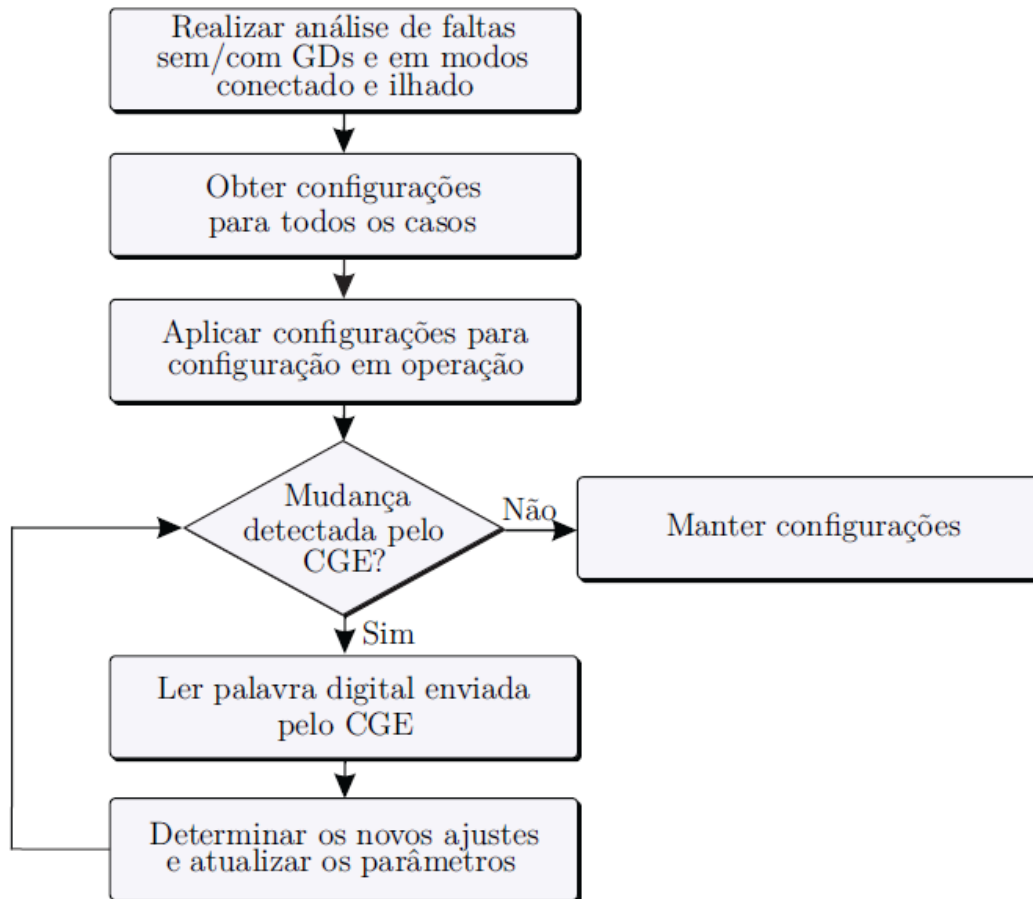 Realizar análise de faltas
sem/com GDs e em modos
conectado e ilhado
Obter configurações
para todos os casos
Aplicar configurações para
configuração em operação
Mudança
detectada pelo
CGE?
Não
Manter configurações
Sim
Ler palavra digital enviada
pelo CGE
Determinar os novos ajustes
e atualizar os parâmetros